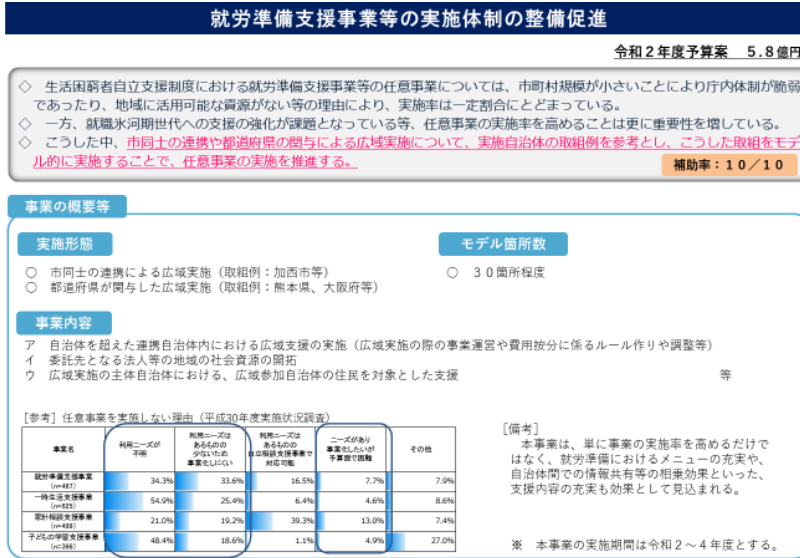 就労準備支援事業等の実施体制の整備促進
令和２年度予算案　５.８億円
◇　生活困窮者自立支援制度における就労準備支援事業等の任意事業については、市町村規模が小さいことにより庁内体制が脆弱
であったり、地域に活用可能な資源がない等の理由により、実施率は一定割合にとどまっている。
◇　一方、就職氷河期世代への支援の強化が課題となっている等、任意事業の実施率を高めることは更に重要性を増している。
◇　こうした中、市同士の連携や都道府県の関与による広域実施について、実施自治体の取組例を参考とし、こうした取組をモデ
ル的に実施することで、任意事業の実施を推進する。
補助率：１０／１０
事業の概要等
実施形態
○　市同士の連携による広域実施（取組例：加西市等）
○　都道府県が関与した広域実施（取組例：熊本県、大阪府等）
モデル箇所数
○　３０箇所程度
事業内容
ア　自治体を超えた連携自治体内における広域支援の実施（広域実施の際の事業運営や費用按分に係るルール作りや調整等）
イ　委託先となる法人等の地域の社会資源の開拓
ウ　広域実施の主体自治体における、広域参加自治体の住民を対象とした支援　等
［参考］任意事業を実施しない理由（平成30年度実施状況調査）
事業名
利用ニーズが
不明
利用ニーズは
あるものの
少ないため
事業化しにくい
利用ニーズは
あるものの
自立相談支援事業で
対応可能
ニーズがあり
事業化したいが
予算面で困難
その他
就労準備支援事業
(n=467)
34.3%　33.6%　16.5%　7.7%　7.9%
一時生活支援事業
(n=625)
54.9%　25.4%　6.4%　4.6%　8.6%
家計相談支援事業
21.0%　19.2%　39.3%　13.0%　7.4%
子どもの学習支援事業
(n=366)
48.4%　18.6%　1.1%　4.9%　27.0%
［備考］
本事業は、単に事業の実施率を高めるだけで
はなく、就労準備におけるメニューの充実や、
自治体間での情報共有等の相乗効果といった、
支援内容の充実も効果として見込まれる。
※　本事業の実施期間は令和２～４年度とする。